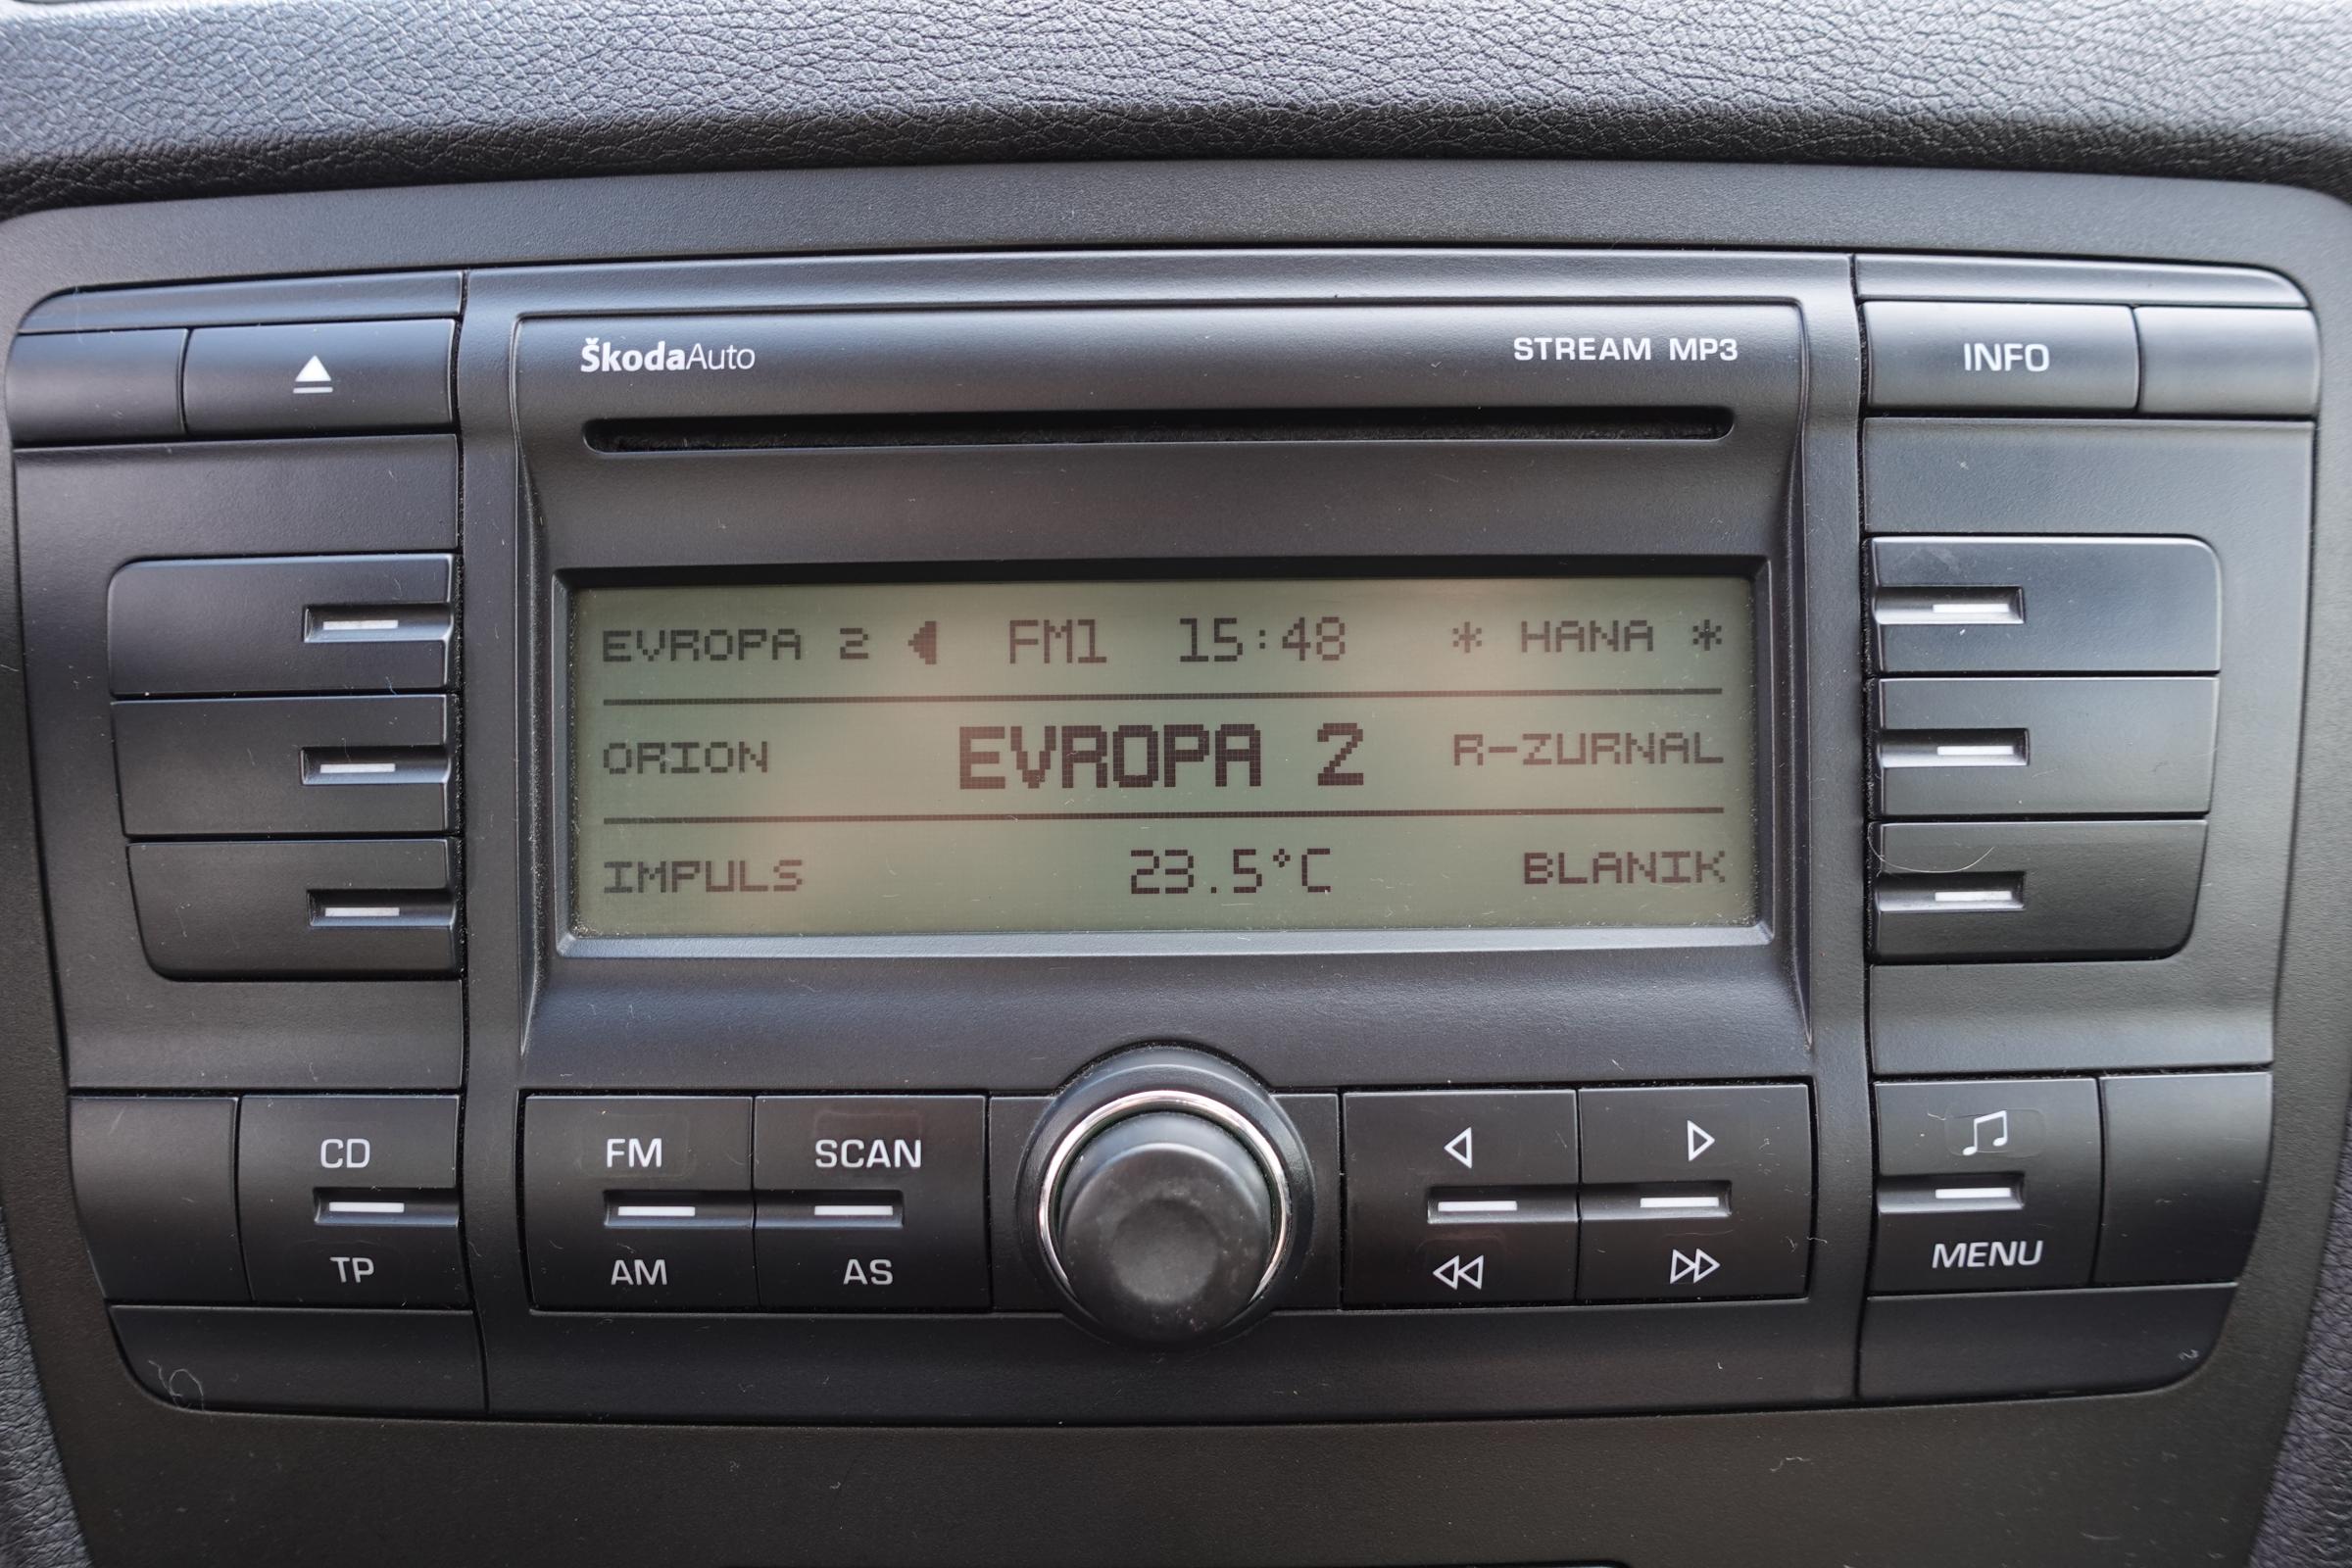 ŠkodaAuto STREAM MP3 INFO
EVROPA 2 FM1 15:48 * HANA *
ORION EVROPA 2 R-ZURNAL
IMPULS 23.5°C BLANIK
CD FM SCAN
TP AM AS MENU